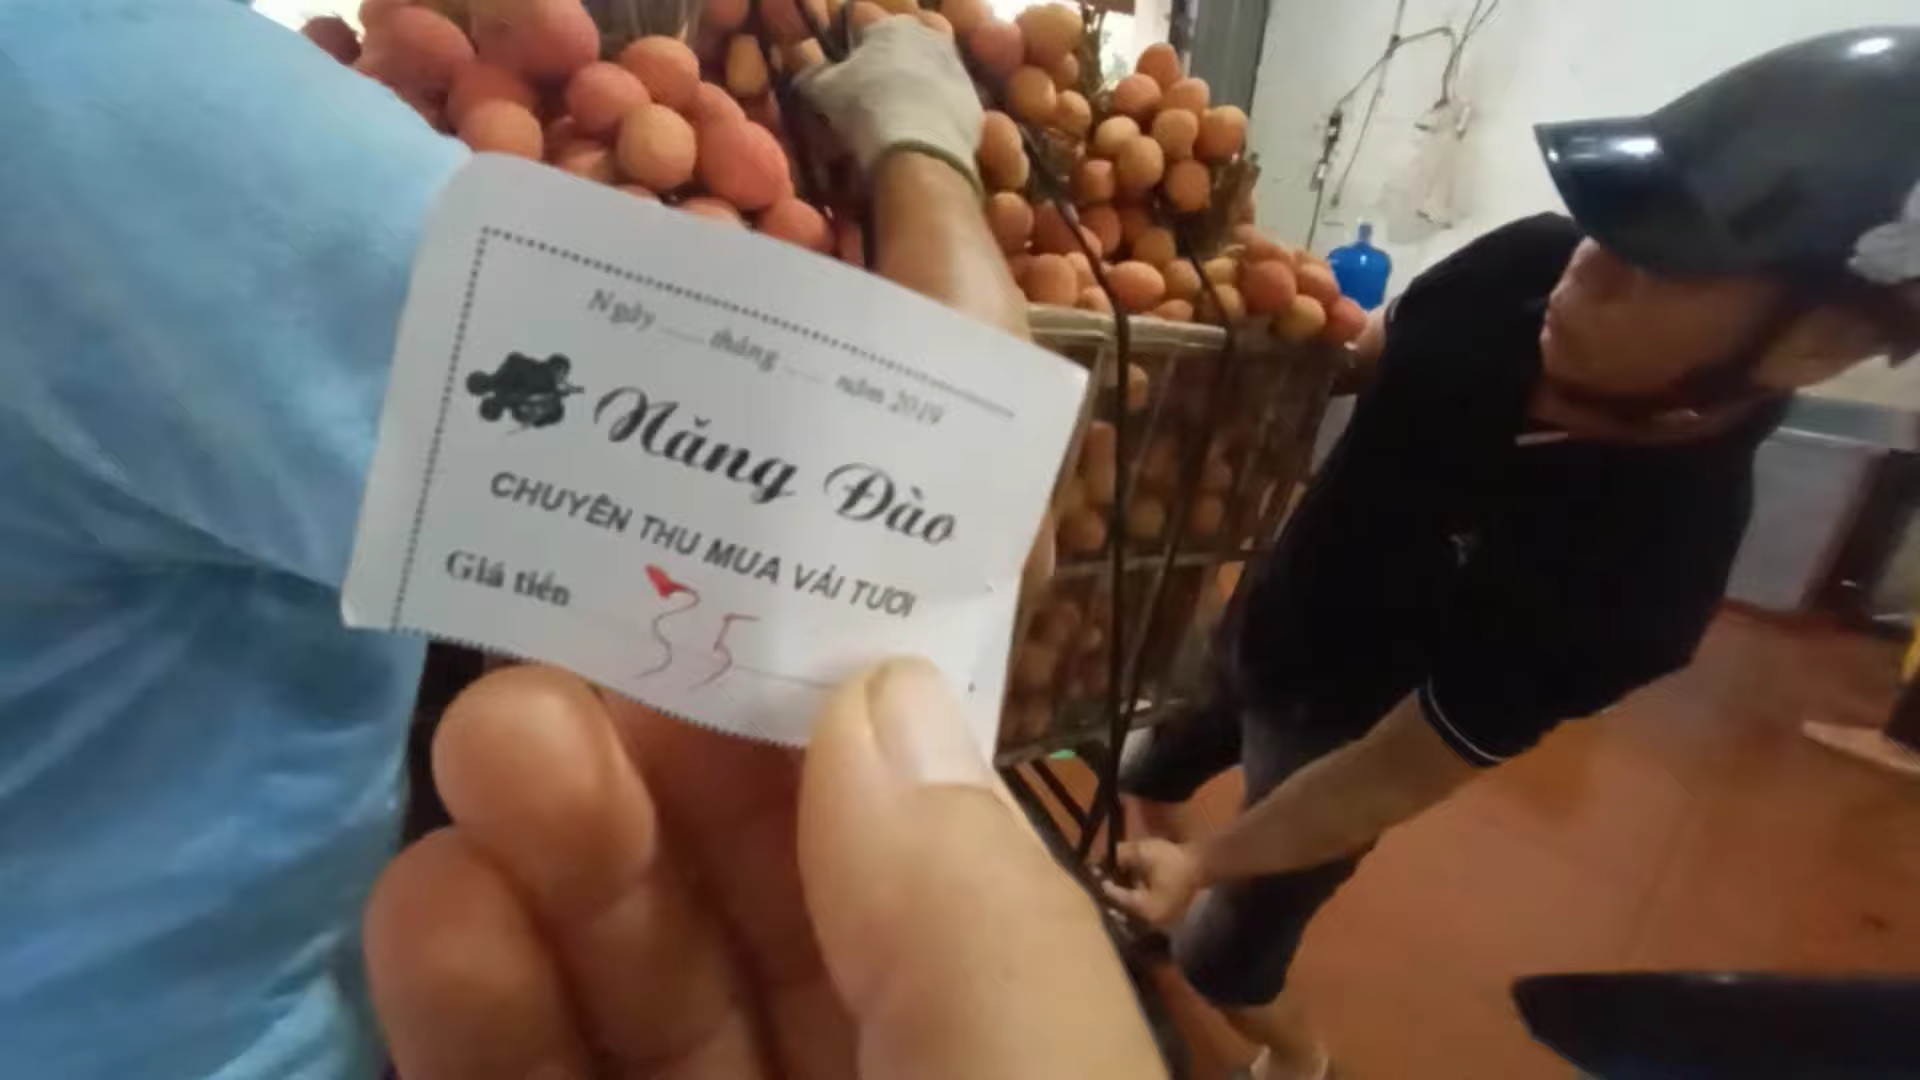 Ngày ..... tháng ..... năm 2019
Năng Đào
CHUYÊN THU MUA VẢI TƯƠI
Giá tiền 35